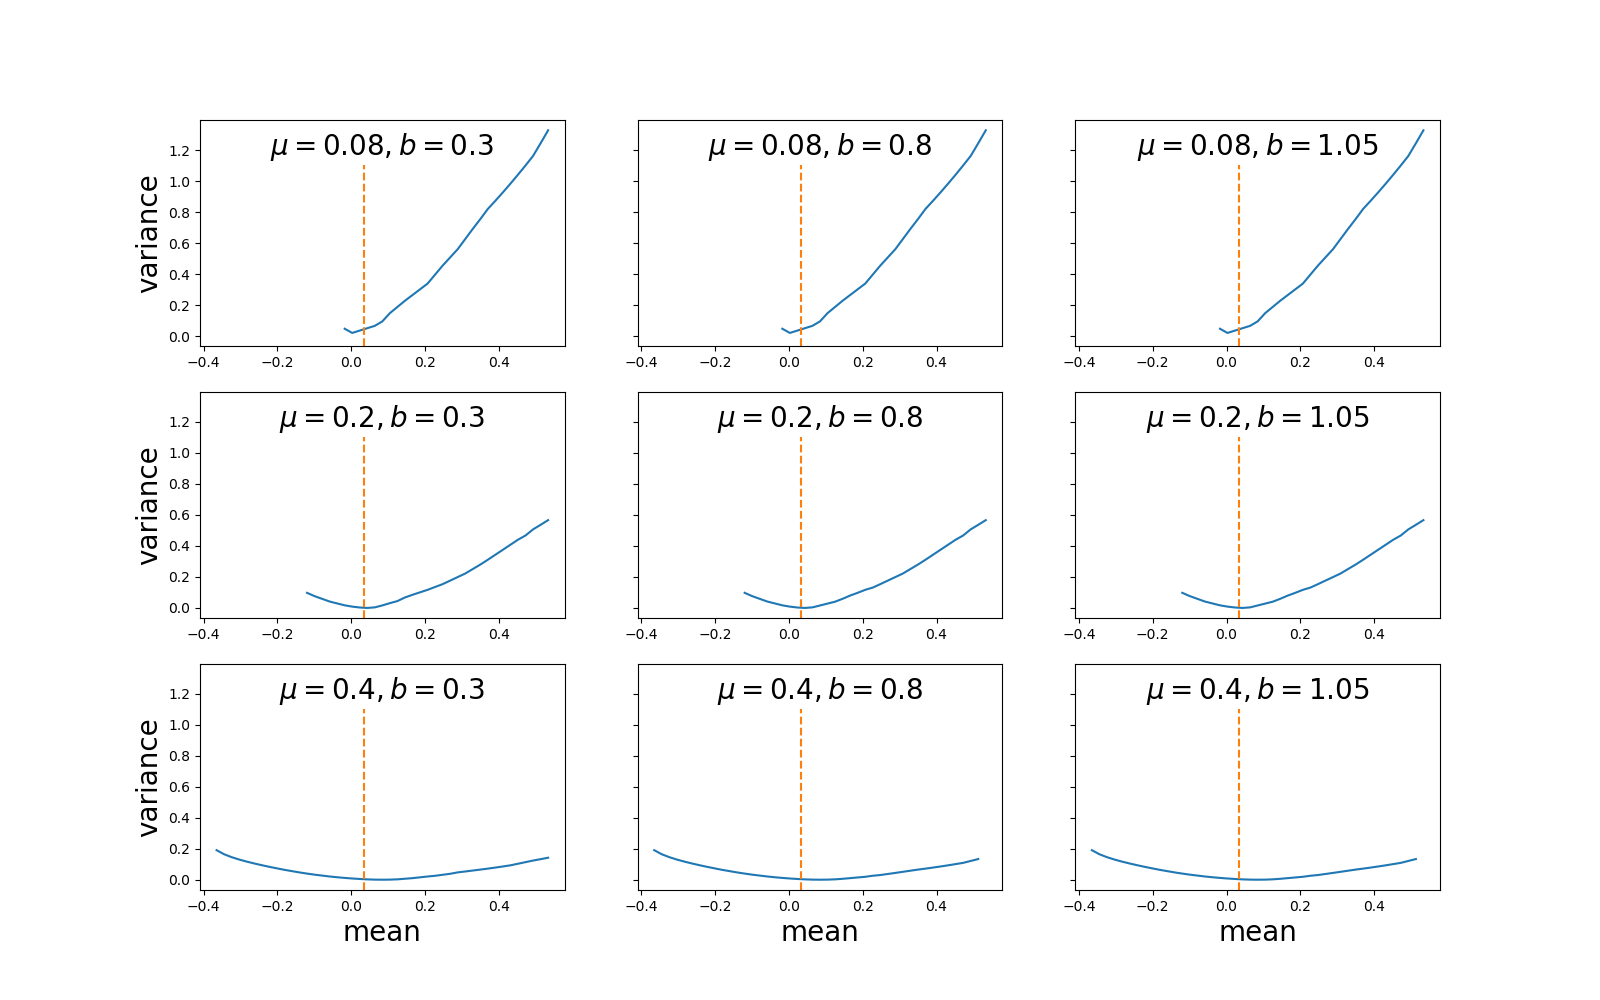 μ = 0.08, b = 0.3
μ = 0.08, b = 0.8
μ = 0.08, b = 1.05
variance
1.2
1.0
0.8
0.6
0.4
0.2
0.0
−0.4 −0.2 0.0 0.2 0.4
−0.4 −0.2 0.0 0.2 0.4
−0.4 −0.2 0.0 0.2 0.4
μ = 0.2, b = 0.3
μ = 0.2, b = 0.8
μ = 0.2, b = 1.05
variance
1.2
1.0
0.8
0.6
0.4
0.2
0.0
−0.4 −0.2 0.0 0.2 0.4
−0.4 −0.2 0.0 0.2 0.4
−0.4 −0.2 0.0 0.2 0.4
μ = 0.4, b = 0.3
μ = 0.4, b = 0.8
μ = 0.4, b = 1.05
variance
1.2
1.0
0.8
0.6
0.4
0.2
0.0
−0.4 −0.2 0.0 0.2 0.4
−0.4 −0.2 0.0 0.2 0.4
−0.4 −0.2 0.0 0.2 0.4
mean
mean
mean